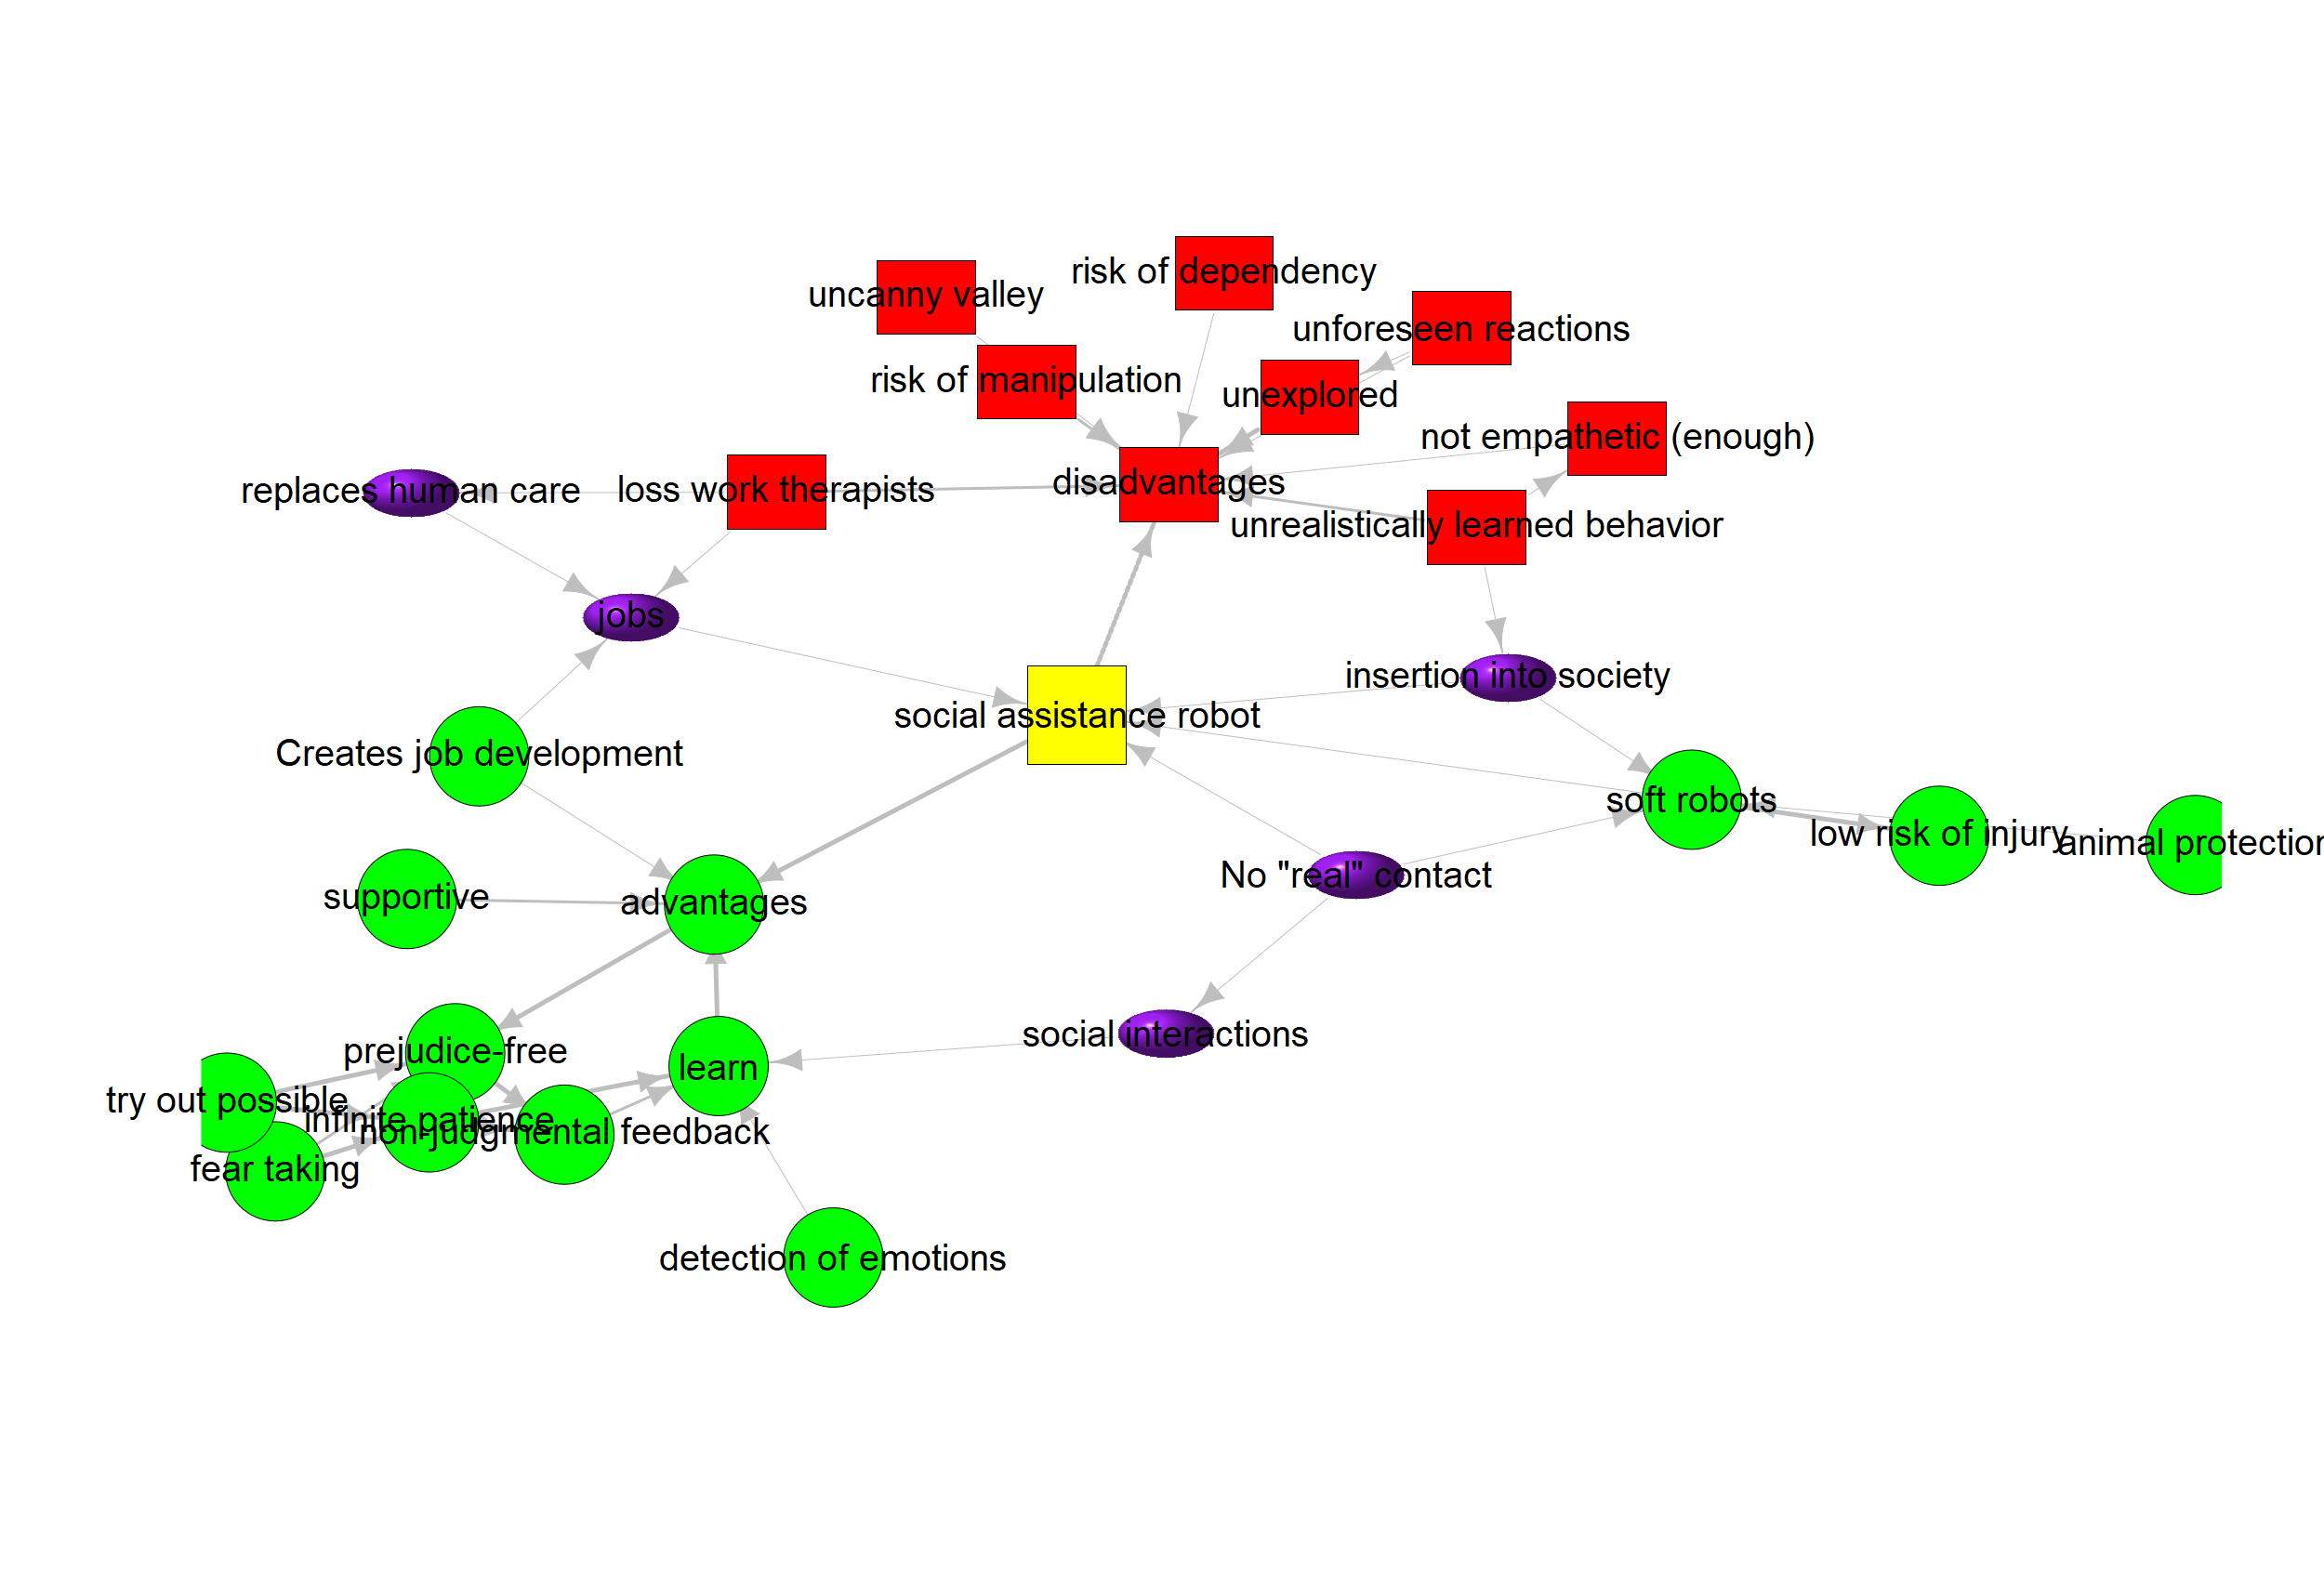 risk of dependency
uncanny valley
unforeseen reactions
risk of manipulation
unexplored
not empathetic (enough)
disadvantages
replaces human care
loss work therapists
unrealistically learned behavior
jobs
insertion into society
social assistance robot
Creates job development
soft robots
low risk of injury
animal protection
No "real" contact
supportive
advantages
social interactions
prejudice-free
learn
try out possible
infinite patience
non-judgmental feedback
fear taking
detection of emotions